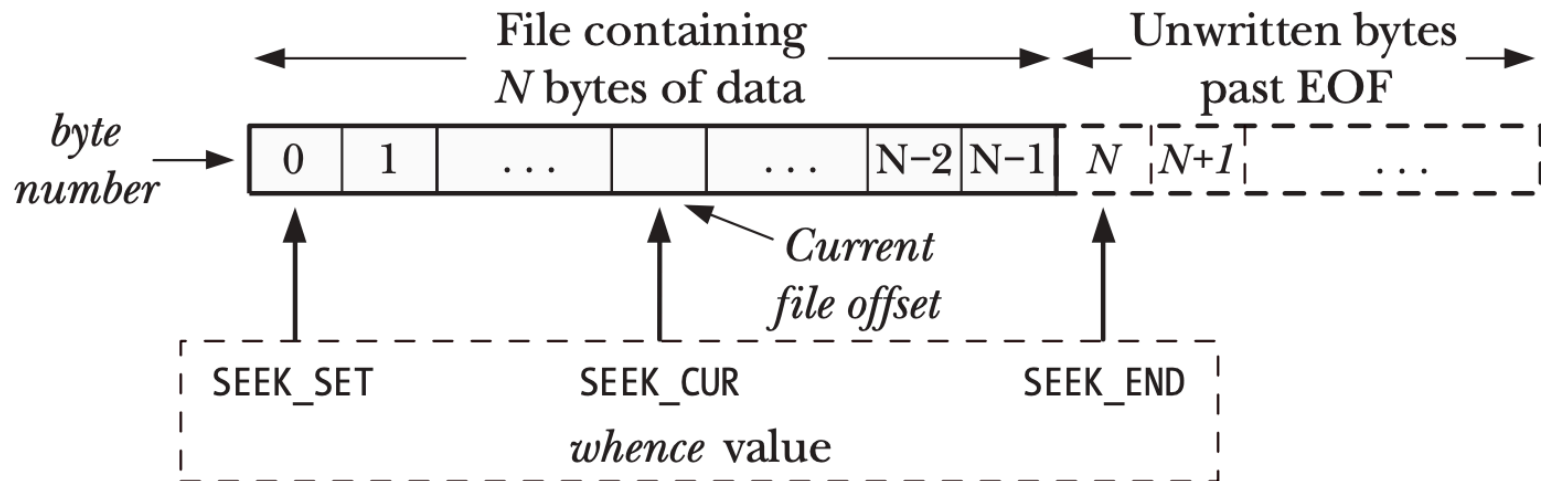 File containing
N bytes of data
Unwritten bytes
past EOF
byte
number
0 1 ... ... N−2 N−1 N N+1 ...
Current
file offset
SEEK_SET SEEK_CUR SEEK_END
whence value